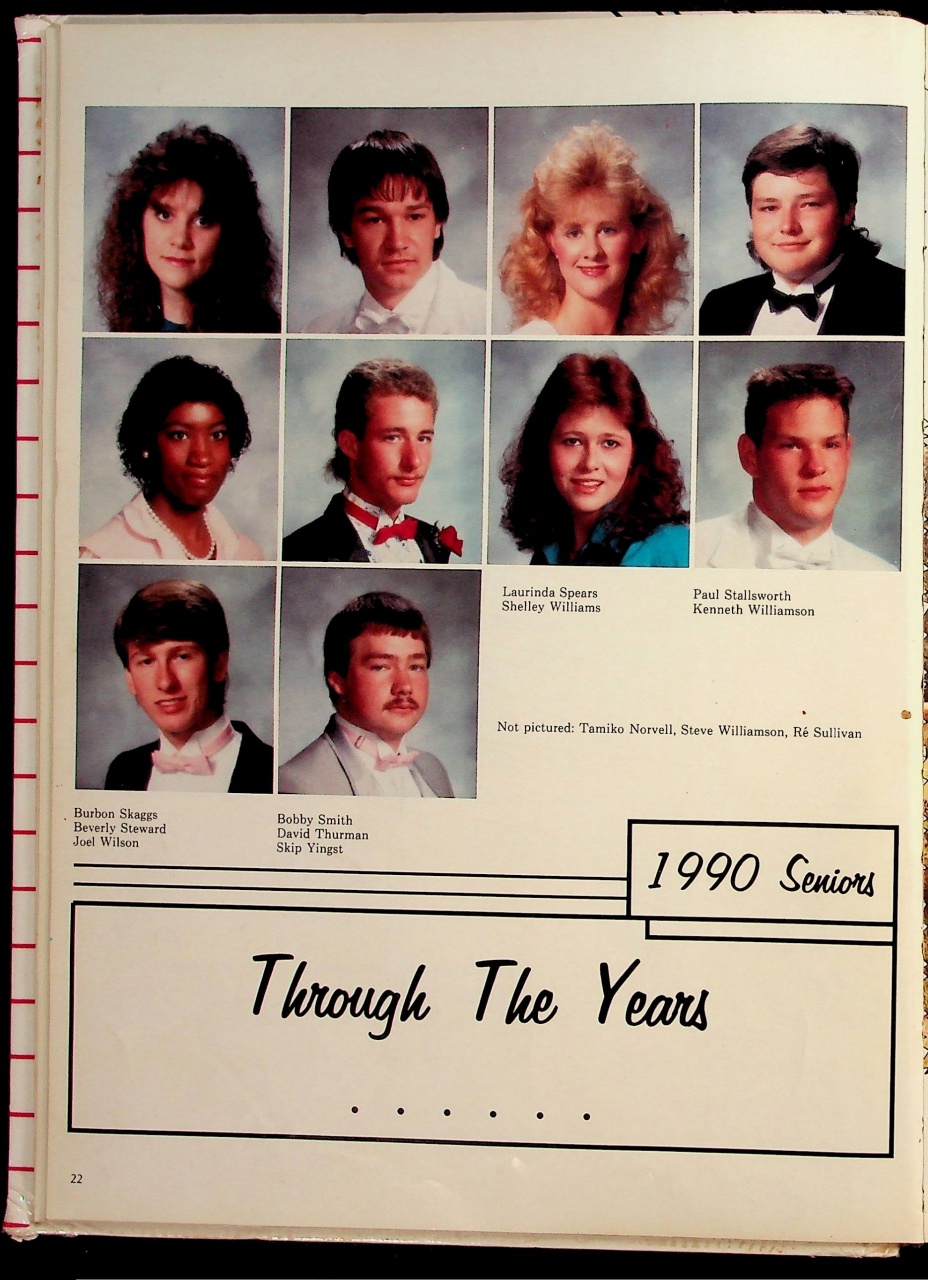 Laurinda Spears
Shelley Williams
Paul Stallsworth
Kenneth Williamson
Not pictured: Tamiko Norvell, Steve Williamson, Ré Sullivan
Burbon Skaggs
Beverly Steward
Joel Wilson
Bobby Smith
David Thurman
Skip Yingst
1990 Seniors
Through The Years
. . . . . .
22